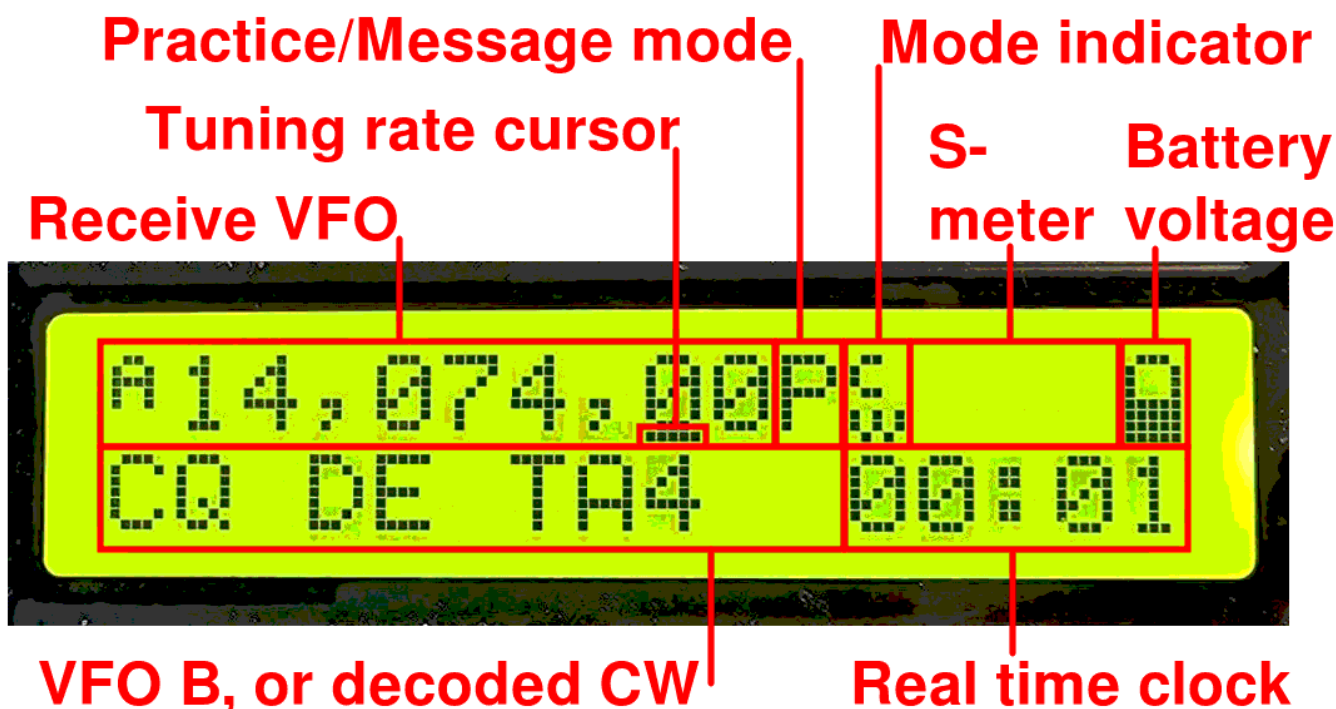 Practice/Message mode
Mode indicator
Tuning rate cursor
S-
meter
Battery
voltage
Receive VFO
A14,074.00P
CQ DE TA4
00:01
VFO B, or decoded CW
Real time clock